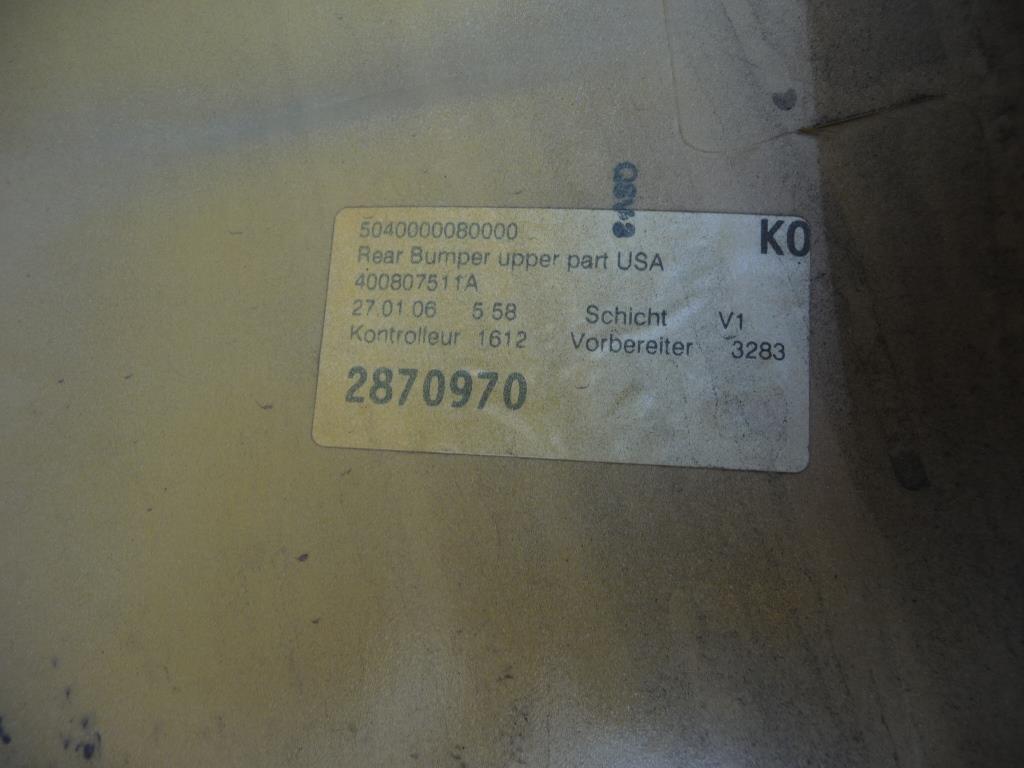 5040000080000 K0
Rear Bumper upper part USA
400807511A
27.01.06 5 58 Schicht V1
Kontrolleur 1612 Vorbereiter 3283
2870970